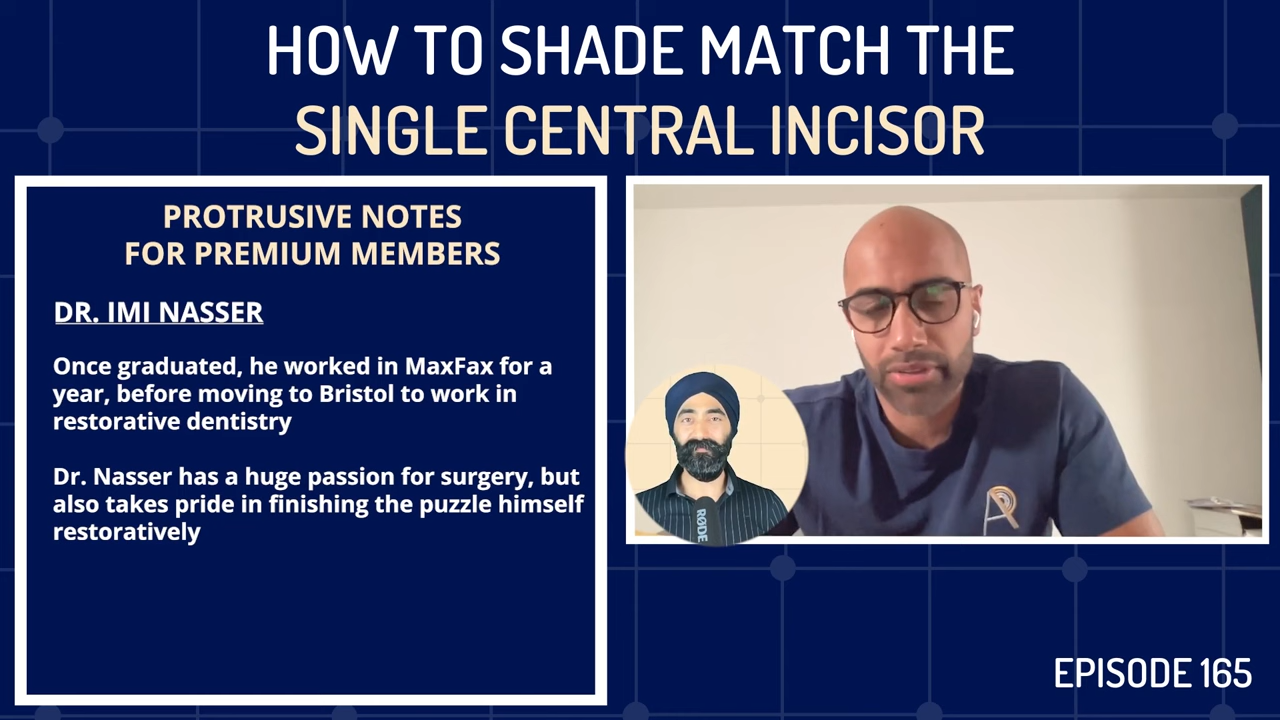 HOW TO SHADE MATCH THE
SINGLE CENTRAL INCISOR
PROTRUSIVE NOTES
FOR PREMIUM MEMBERS
DR. IMI NASSER
Once graduated, he worked in MaxFax for a
year, before moving to Bristol to work in
restorative dentistry
Dr. Nasser has a huge passion for surgery, but
also takes pride in finishing the puzzle himself
restoratively
RØDE
EPISODE 165